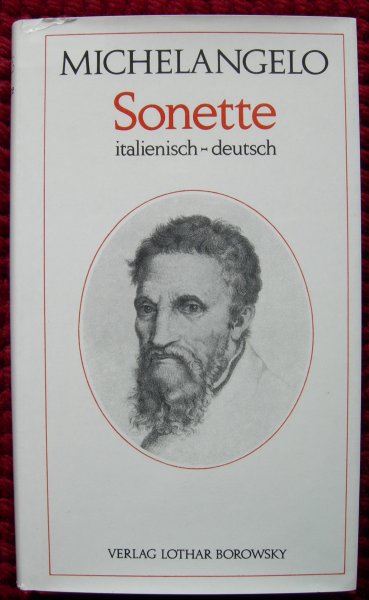 MICHELANGELO
Sonette
italienisch-deutsch
VERLAG LOTHAR BOROWSKY